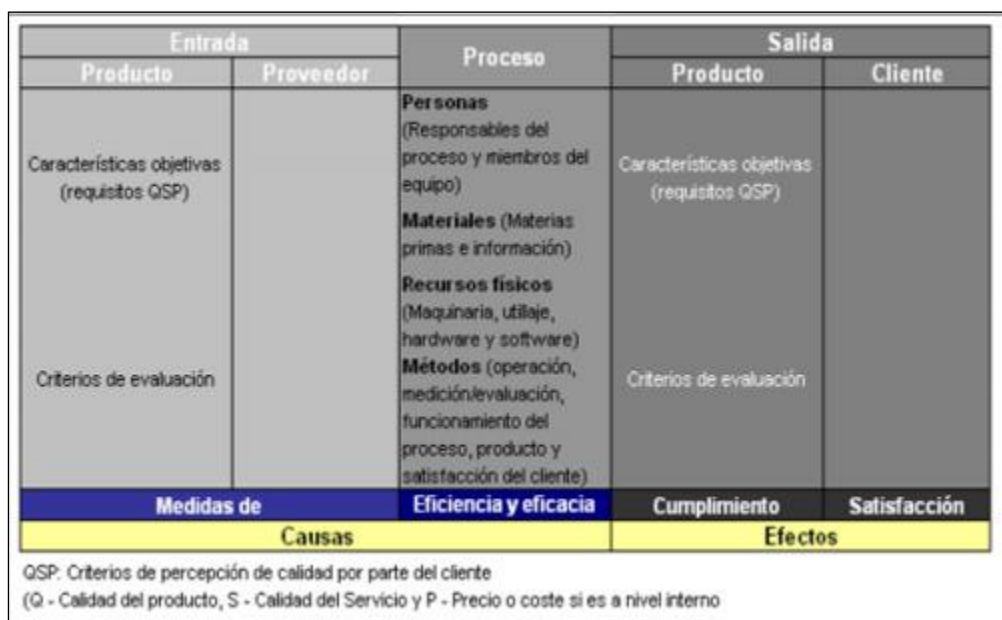 Entrada
Proceso
Salida
Producto
Proveedor
Producto
Cliente
Características objetivas
(requisitos QSP)
Criterios de evaluación
Personas
(Responsables del
proceso y miembros del
equipo)
Materiales (Materias
primas e información)
Recursos físicos
(Maquinaria, utillaje,
hardware y software)
Métodos (operación,
medición/evaluación,
funcionamiento del
proceso, producto y
satisfacción del cliente)
Características objetivas
(requisitos QSP)
Criterios de evaluación
Medidas de
Eficiencia y eficacia
Cumplimiento
Satisfacción
Causas
Efectos
QSP: Criterios de percepción de calidad por parte del cliente
(Q - Calidad del producto, S - Calidad del Servicio y P - Precio o coste si es a nivel interno